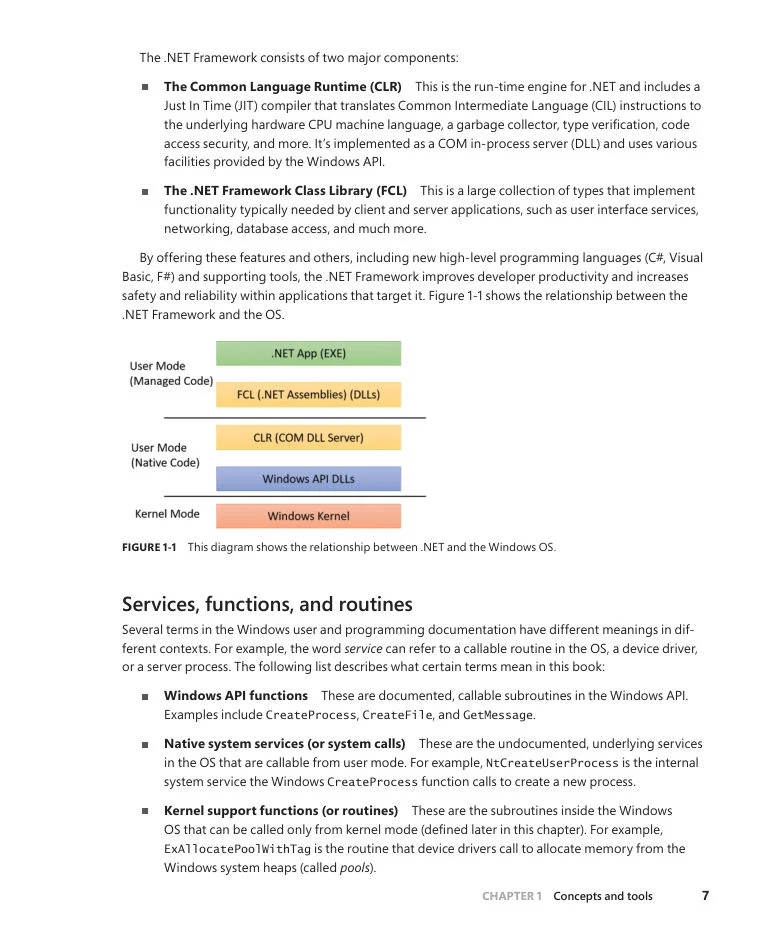 The .NET Framework consists of two major components:
■ The Common Language Runtime (CLR) This is the run-time engine for .NET and includes a
Just In Time (JIT) compiler that translates Common Intermediate Language (CIL) instructions to
the underlying hardware CPU machine language, a garbage collector, type verification, code
access security, and more. It’s implemented as a COM in-process server (DLL) and uses various
facilities provided by the Windows API.
■ The .NET Framework Class Library (FCL) This is a large collection of types that implement
functionality typically needed by client and server applications, such as user interface services,
networking, database access, and much more.
By offering these features and others, including new high-level programming languages (C#, Visual
Basic, F#) and supporting tools, the .NET Framework improves developer productivity and increases
safety and reliability within applications that target it. Figure 1-1 shows the relationship between the
.NET Framework and the OS.
.NET App (EXE)
User Mode
(Managed Code)
FCL (.NET Assemblies) (DLLs)
CLR (COM DLL Server)
User Mode
(Native Code)
Windows API DLLs
Kernel Mode
Windows Kernel
FIGURE 1-1 This diagram shows the relationship between .NET and the Windows OS.
Services, functions, and routines
Several terms in the Windows user and programming documentation have different meanings in dif-
ferent contexts. For example, the word service can refer to a callable routine in the OS, a device driver,
or a server process. The following list describes what certain terms mean in this book:
■ Windows API functions These are documented, callable subroutines in the Windows API.
Examples include CreateProcess, CreateFile, and GetMessage.
■ Native system services (or system calls) These are the undocumented, underlying services
in the OS that are callable from user mode. For example, NtCreateUserProcess is the internal
system service the Windows CreateProcess function calls to create a new process.
■ Kernel support functions (or routines) These are the subroutines inside the Windows
OS that can be called only from kernel mode (defined later in this chapter). For example,
ExAllocatePoolWithTag is the routine that device drivers call to allocate memory from the
Windows system heaps (called pools).
CHAPTER 1 Concepts and tools 7